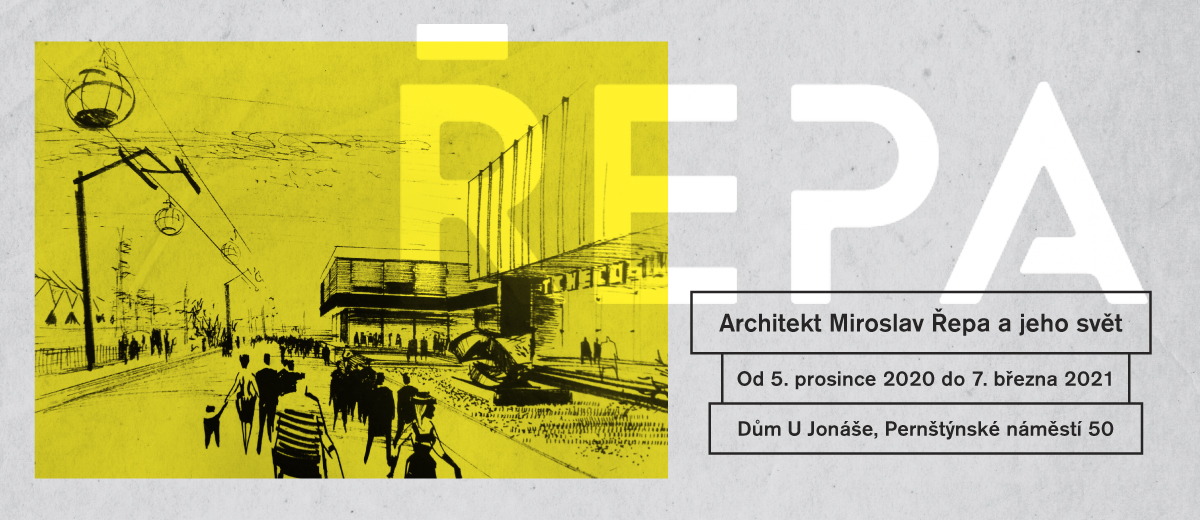 ŘEPA
Architekt Miroslav Řepa a jeho svět
Od 5. prosince 2020 do 7. března 2021
Dům U Jonáše, Pernštýnské náměstí 50